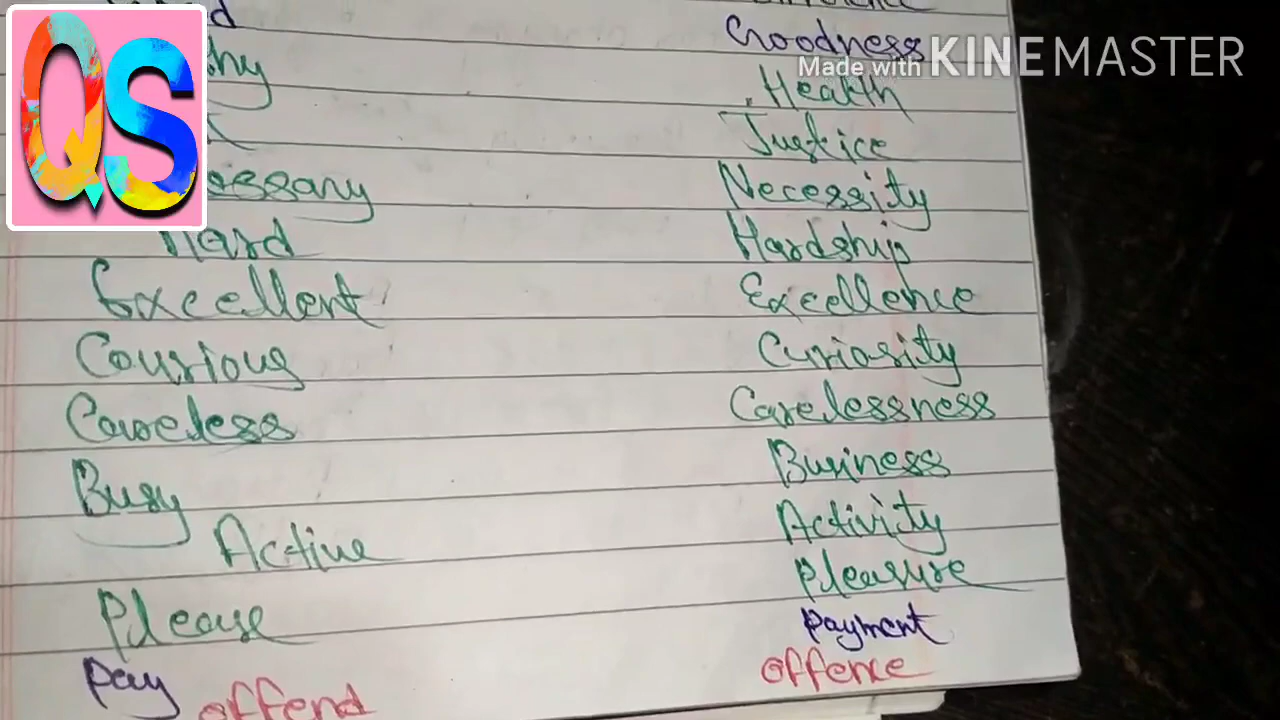 Goodness
Made with KINEMASTER
QS
Health
Justice
Necessity
Hard Hardship
Excellent Excellence
Courious Curiosity
Careless Carelessness
Busy Business
Active Activity
Please Pleasure
Pay Payment
offend offence